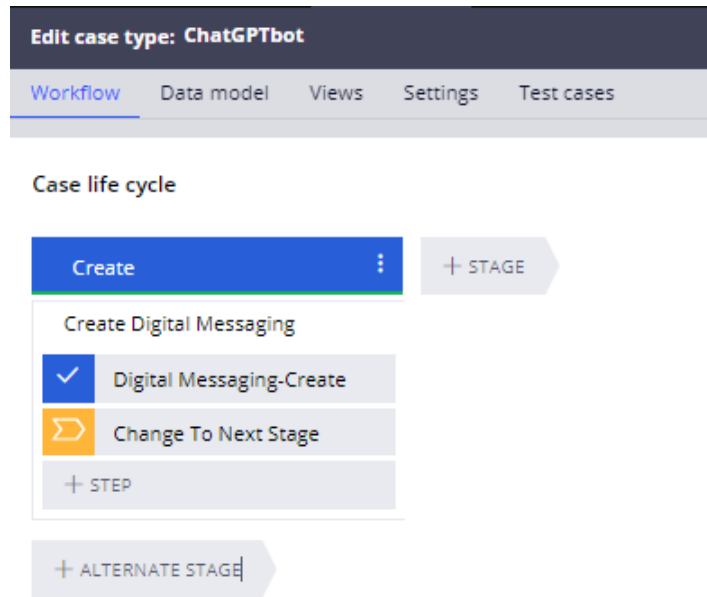 Edit case type: ChatGPTbot
Workflow Data model Views Settings Test cases
Case life cycle
Create + STAGE
Create Digital Messaging
Digital Messaging-Create
Change To Next Stage
+ STEP
+ ALTERNATE STAGE